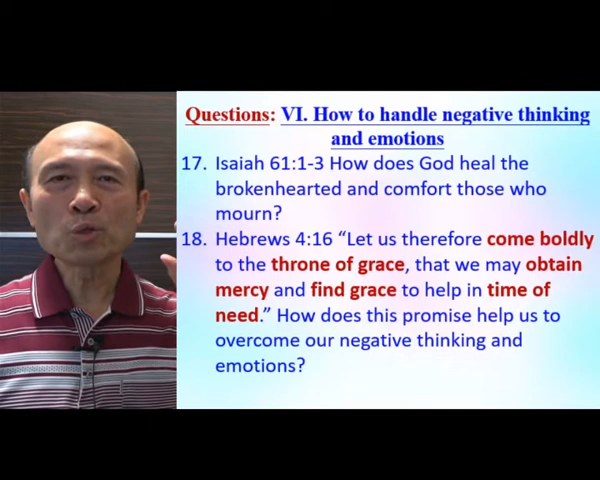 Questions: VI. How to handle negative thinking
and emotions
17. Isaiah 61:1-3 How does God heal the
brokenhearted and comfort those who
mourn?
18. Hebrews 4:16 “Let us therefore come boldly
to the throne of grace, that we may obtain
mercy and find grace to help in time of
need.” How does this promise help us to
overcome our negative thinking and
emotions?